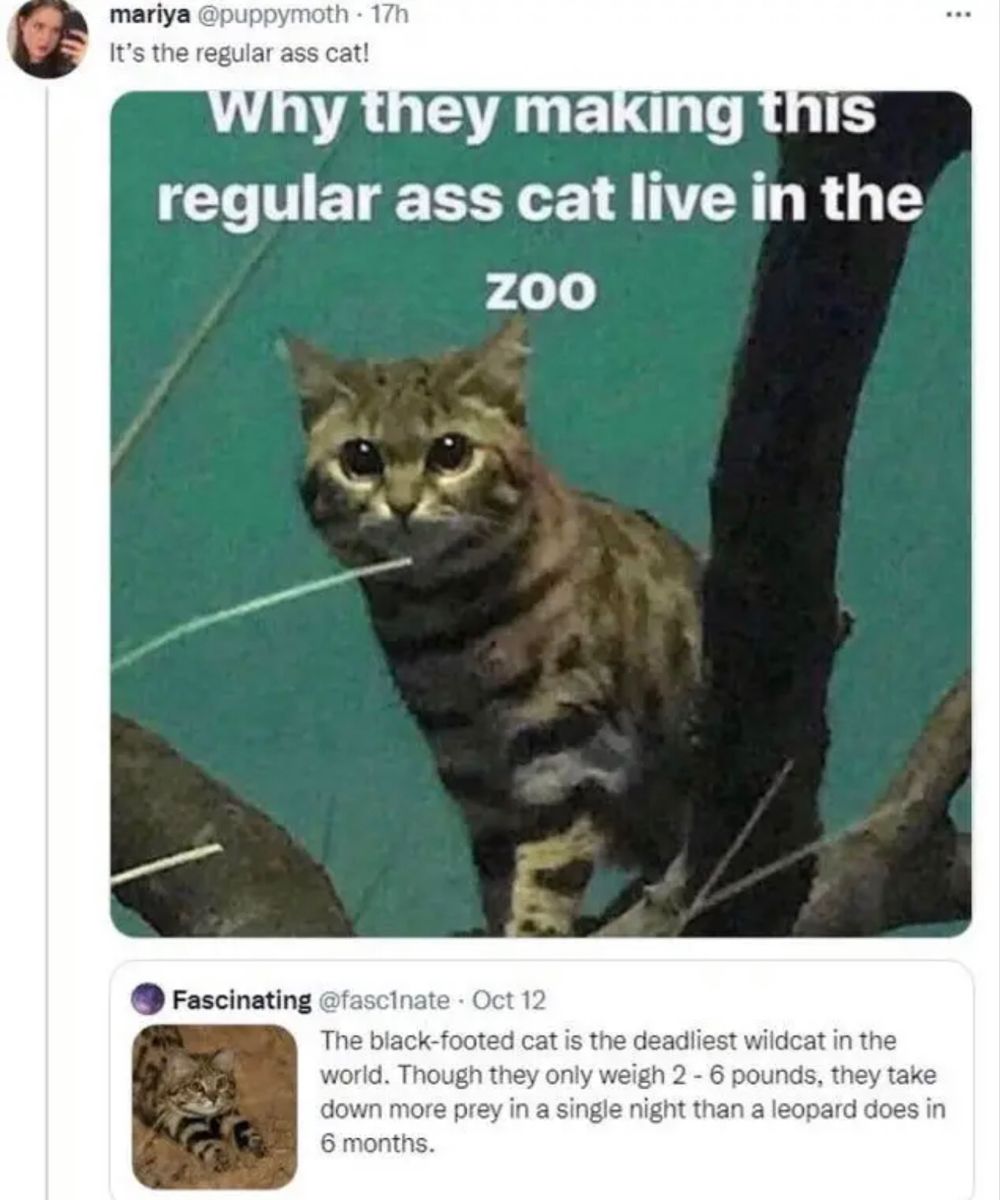 mariya @puppymoth · 17h
It's the regular ass cat!
Why they making this
regular ass cat live in the
zoo
Fascinating @fasc1nate · Oct 12
The black-footed cat is the deadliest wildcat in the
world. Though they only weigh 2 - 6 pounds, they take
down more prey in a single night than a leopard does in
6 months.